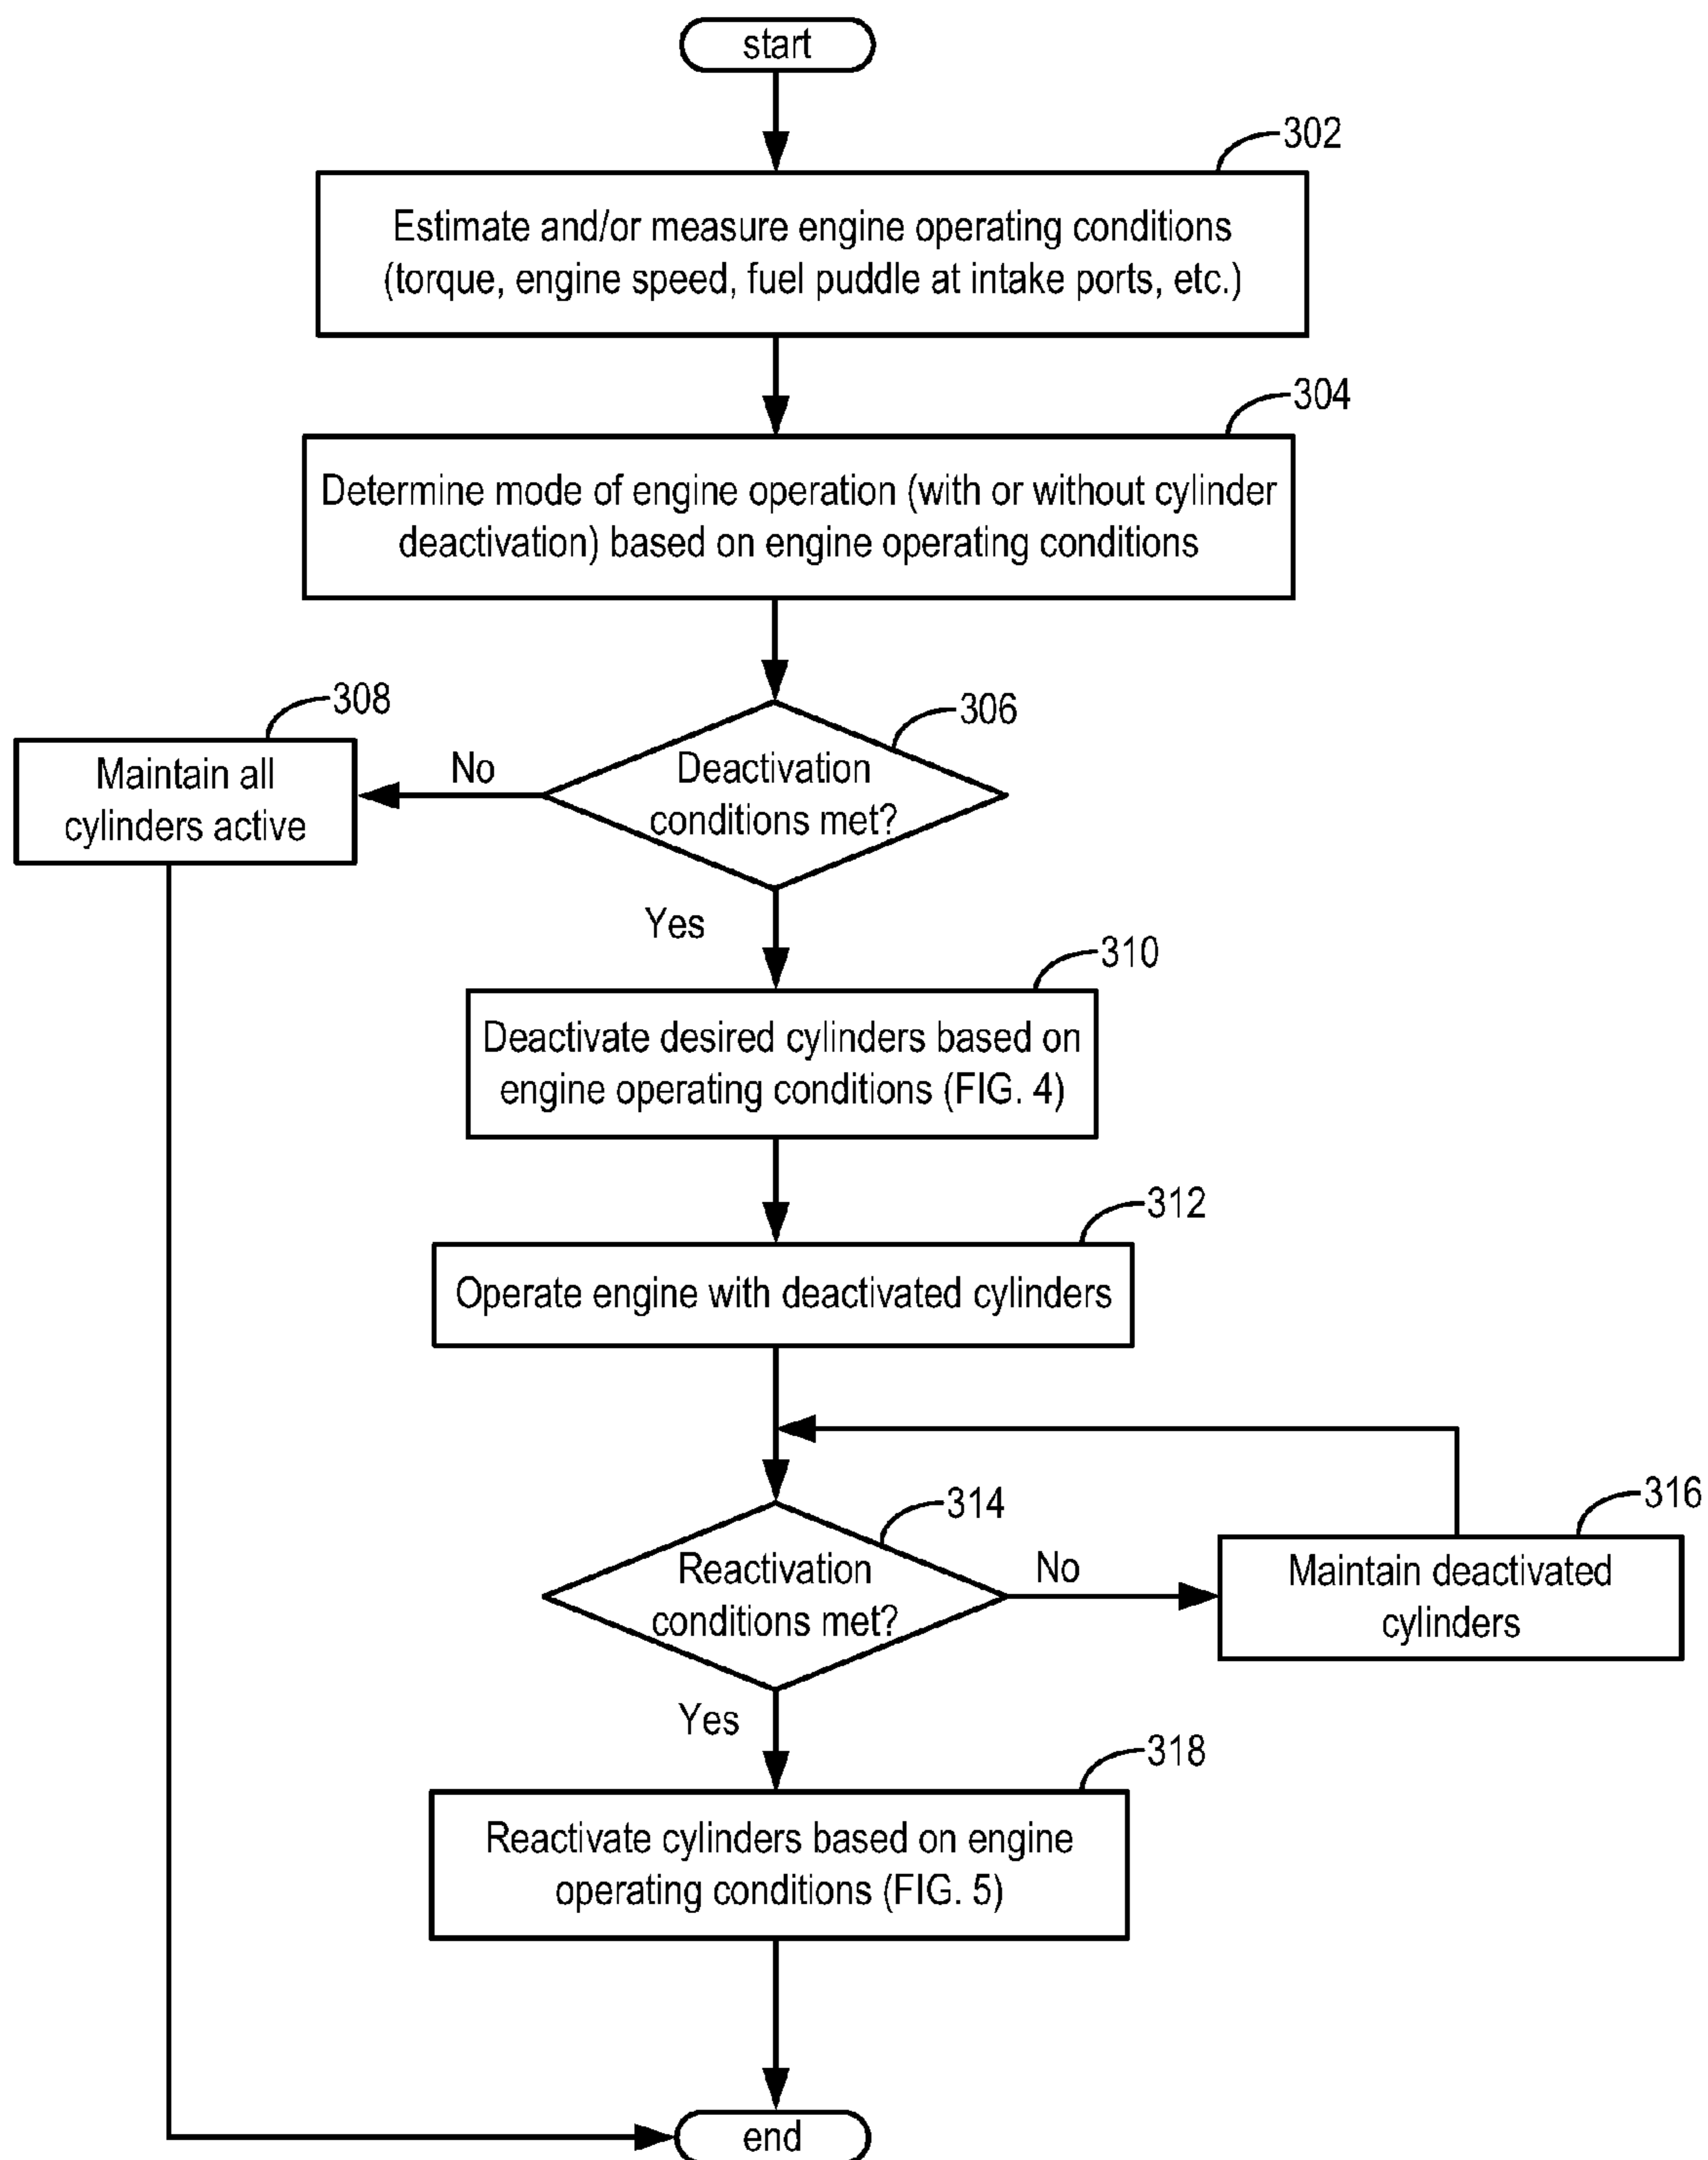 start
302
Estimate and/or measure engine operating conditions
(torque, engine speed, fuel puddle at intake ports, etc.)
304
Determine mode of engine operation (with or without cylinder
deactivation) based on engine operating conditions
308
306
Maintain all
cylinders active
No
Deactivation
conditions met?
Yes
310
Deactivate desired cylinders based on
engine operating conditions (FIG. 4)
312
Operate engine with deactivated cylinders
314
316
Reactivation
conditions met?
No
Maintain deactivated
cylinders
Yes
318
Reactivate cylinders based on engine
operating conditions (FIG. 5)
end